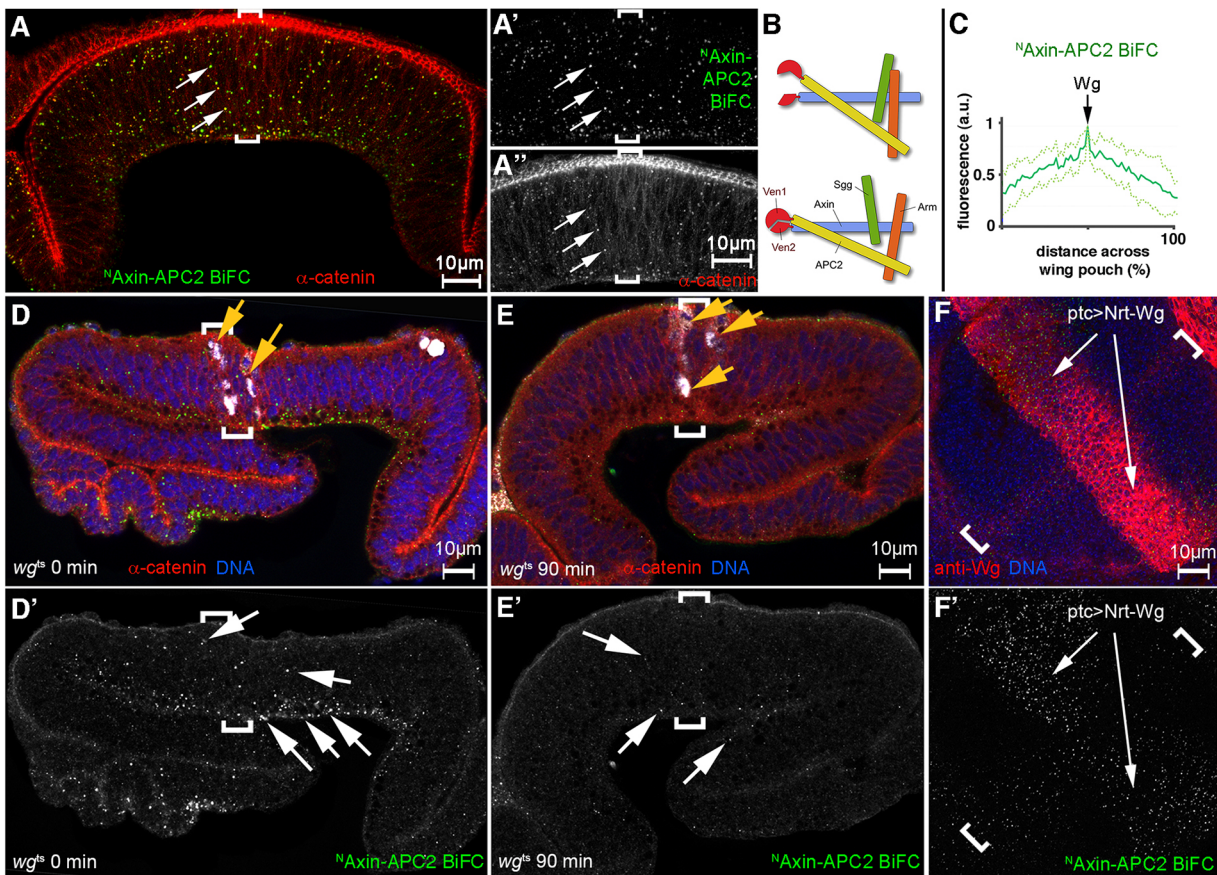 A
ᴺAxin-APC2 BiFC
α-catenin
10µm
A'
ᴺAxin-
APC2
BiFC
A''
10µm
α-catenin
B
Ven1
Ven2
Axin
Sgg
Arm
APC2
C
ᴺAxin-APC2 BiFC
Wg
fluorescence (a.u.)
1
0.5
0
100
distance across
wing pouch (%)
D
wgᵗˢ 0 min
α-catenin DNA
10µm
E
wgᵗˢ 90 min
α-catenin DNA
10µm
F
ptc>Nrt-Wg
anti-Wg DNA
10µm
D'
wgᵗˢ 0 min
ᴺAxin-APC2 BiFC
E'
wgᵗˢ 90 min
ᴺAxin-APC2 BiFC
F'
ptc>Nrt-Wg
ᴺAxin-APC2 BiFC